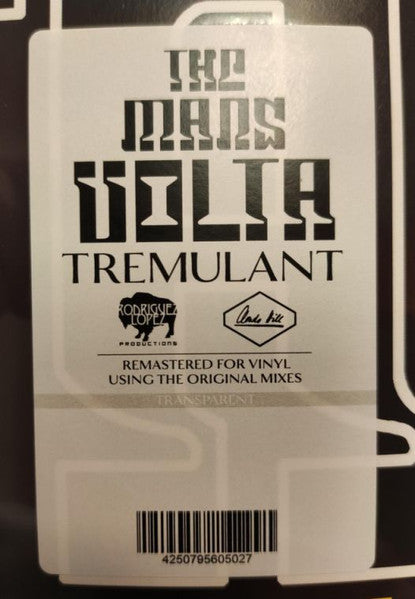 THE
MARS
VOLTA
TREMULANT
RODRIGUEZ
LOPEZ
PRODUCTIONS
REMASTERED FOR VINYL
USING THE ORIGINAL MIXES
TRANSPARENT
4250795605027